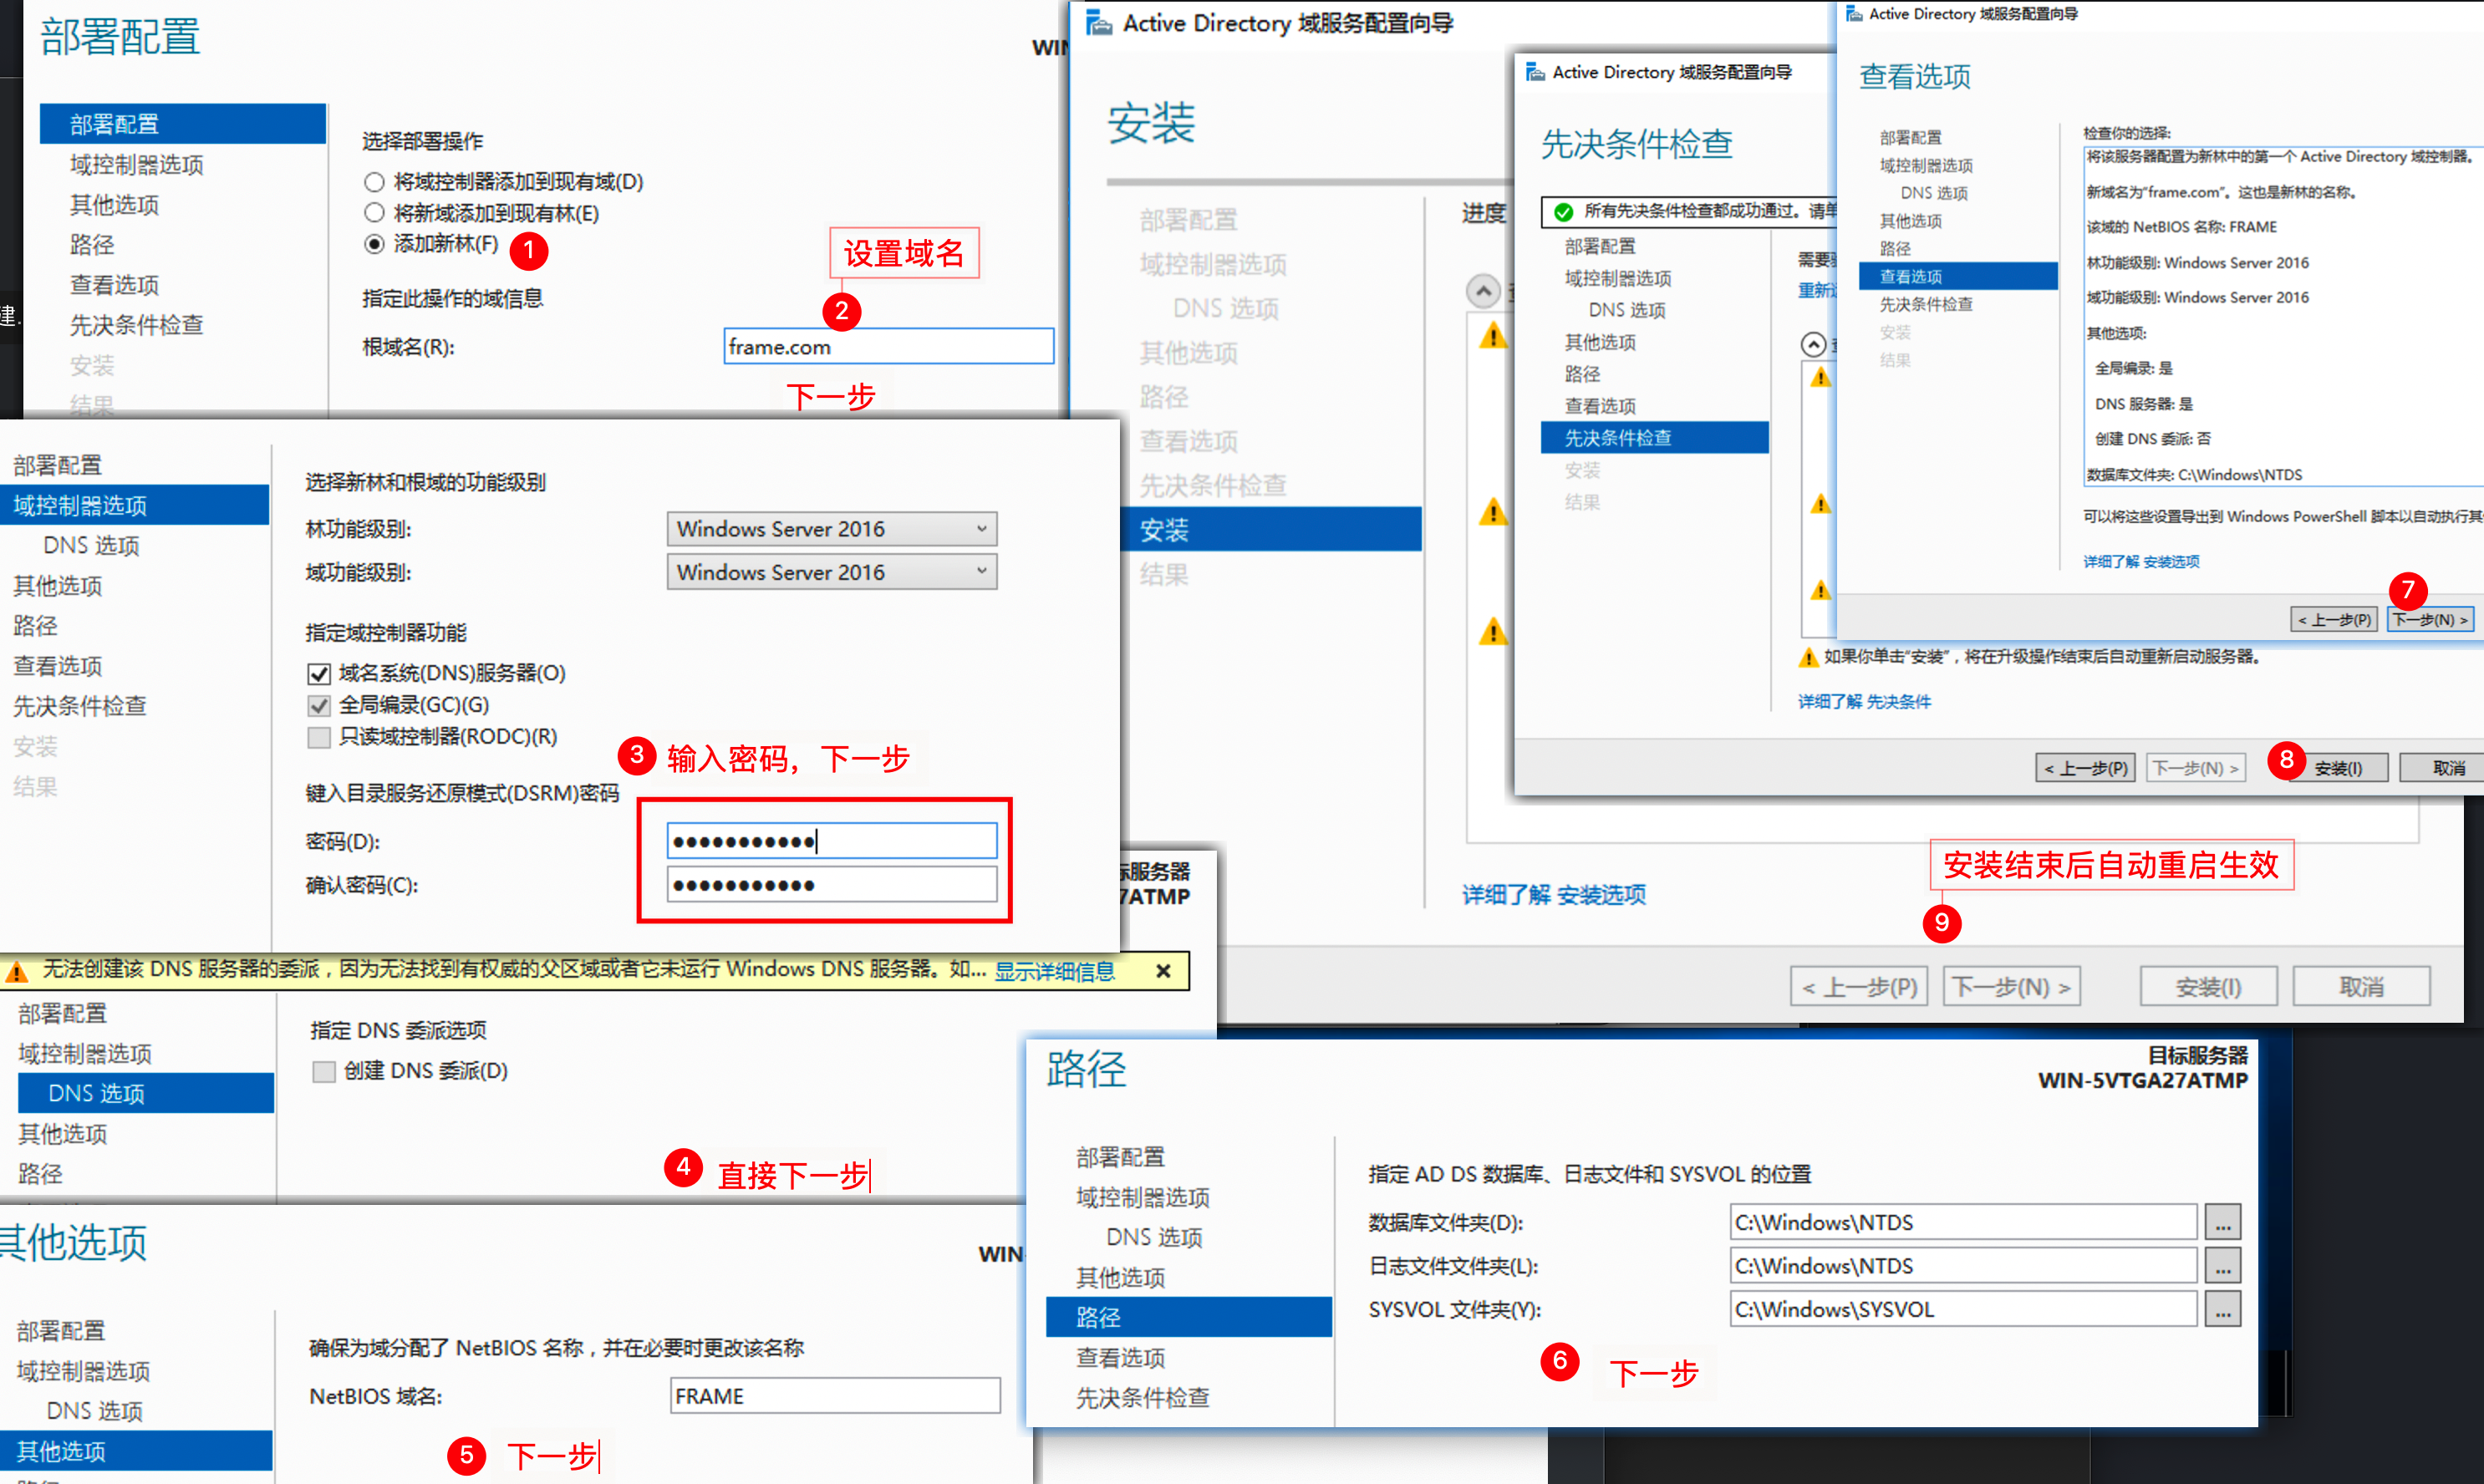 部署配置
WIN
部署配置
域控制器选项
其他选项
路径
查看选项
先决条件检查
安装
结果
选择部署操作
将域控制器添加到现有域(D)
将新域添加到现有林(E)
添加新林(F)
1
指定此操作的域信息
设置域名
2
根域名(R):
frame.com
下一步
建.
部署配置
域控制器选项
DNS 选项
其他选项
路径
查看选项
先决条件检查
安装
结果
选择新林和根域的功能级别
林功能级别:
Windows Server 2016
域功能级别:
Windows Server 2016
指定域控制器功能
域名系统(DNS)服务器(O)
全局编录(GC)(G)
只读域控制器(RODC)(R)
3 输入密码，下一步
键入目录服务还原模式(DSRM)密码
密码(D):
●●●●●●●●●●●
确认密码(C):
●●●●●●●●●●●
服务器
7ATMP
无法创建该 DNS 服务器的委派，因为无法找到有权威的父区域或者它未运行 Windows DNS 服务器。如... 显示详细信息
部署配置
域控制器选项
DNS 选项
其他选项
路径
指定 DNS 委派选项
创建 DNS 委派(D)
4 直接下一步
其他选项
WIN-
部署配置
域控制器选项
DNS 选项
其他选项
确保为域分配了 NetBIOS 名称，并在必要时更改该名称
NetBIOS 域名:
FRAME
5 下一步
路径
目标服务器
WIN-5VTGA27ATMP
部署配置
域控制器选项
DNS 选项
其他选项
路径
查看选项
先决条件检查
指定 AD DS 数据库、日志文件和 SYSVOL 的位置
数据库文件夹(D):
C:\Windows\NTDS
...
日志文件文件夹(L):
C:\Windows\NTDS
...
SYSVOL 文件夹(Y):
C:\Windows\SYSVOL
...
6 下一步
Active Directory 域服务配置向导
查看选项
部署配置
域控制器选项
DNS 选项
其他选项
路径
查看选项
先决条件检查
安装
结果
检查你的选择:
将该服务器配置为新林中的第一个 Active Directory 域控制器。
新域名为"frame.com"。这也是新林的名称。
该域的 NetBIOS 名称: FRAME
林功能级别: Windows Server 2016
域功能级别: Windows Server 2016
其他选项:
全局编录: 是
DNS 服务器: 是
创建 DNS 委派: 否
数据库文件夹: C:\Windows\NTDS
可以将这些设置导出到 Windows PowerShell 脚本以自动执行其
详细了解 安装选项
7
< 上一步(P)
下一步(N) >
Active Directory 域服务配置向导
先决条件检查
所有先决条件检查都成功通过。请单
部署配置
域控制器选项
DNS 选项
其他选项
路径
查看选项
先决条件检查
安装
结果
需要
重新
如果你单击"安装"，将在升级操作结束后自动重新启动服务器。
详细了解 先决条件
< 上一步(P)
下一步(N) >
8
安装(I)
取消
Active Directory 域服务配置向导
安装
部署配置
域控制器选项
DNS 选项
其他选项
路径
查看选项
先决条件检查
安装
结果
进度
详细了解 安装选项
安装结束后自动重启生效
9
< 上一步(P)
下一步(N) >
安装(I)
取消